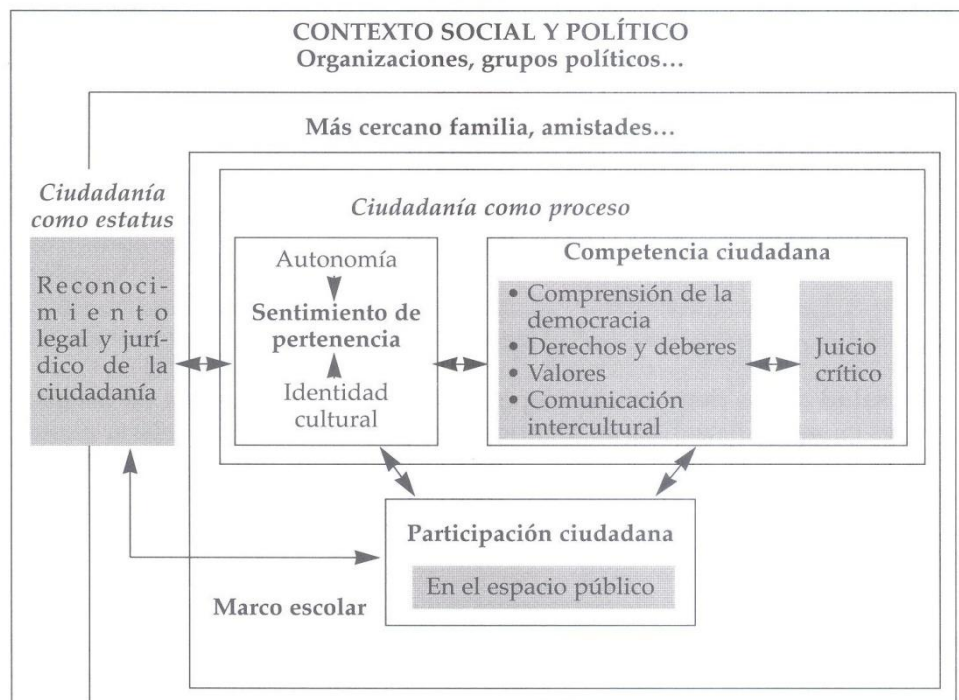 CONTEXTO SOCIAL Y POLÍTICO
Organizaciones, grupos políticos...
Más cercano familia, amistades...
Ciudadanía
como estatus
Reconoci-
miento
legal y jurí-
dico de la
ciudadanía
Ciudadanía como proceso
Autonomía
Sentimiento de
pertenencia
Identidad
cultural
Competencia ciudadana
• Comprensión de la
democracia
• Derechos y deberes
• Valores
• Comunicación
intercultural
Juicio
crítico
Participación ciudadana
En el espacio público
Marco escolar